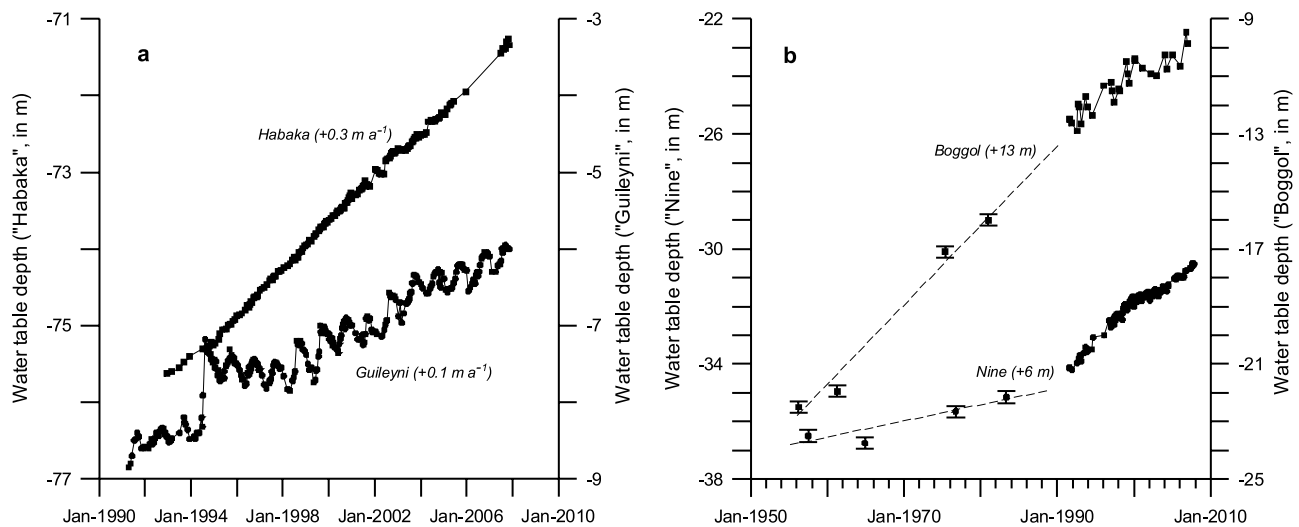 a
Water table depth ("Habaka", in m)
-71
-73
-75
-77
Habaka (+0.3 m a⁻¹)
Guileyni (+0.1 m a⁻¹)
-3
-5
-7
-9
Water table depth ("Guileyni", in m)
Jan-1990 Jan-1994 Jan-1998 Jan-2002 Jan-2006 Jan-2010
b
Water table depth ("Nine", in m)
-22
-26
-30
-34
-38
Boggol (+13 m)
Nine (+6 m)
-9
-13
-17
-21
-25
Water table depth ("Boggol", in m)
Jan-1950 Jan-1970 Jan-1990 Jan-2010